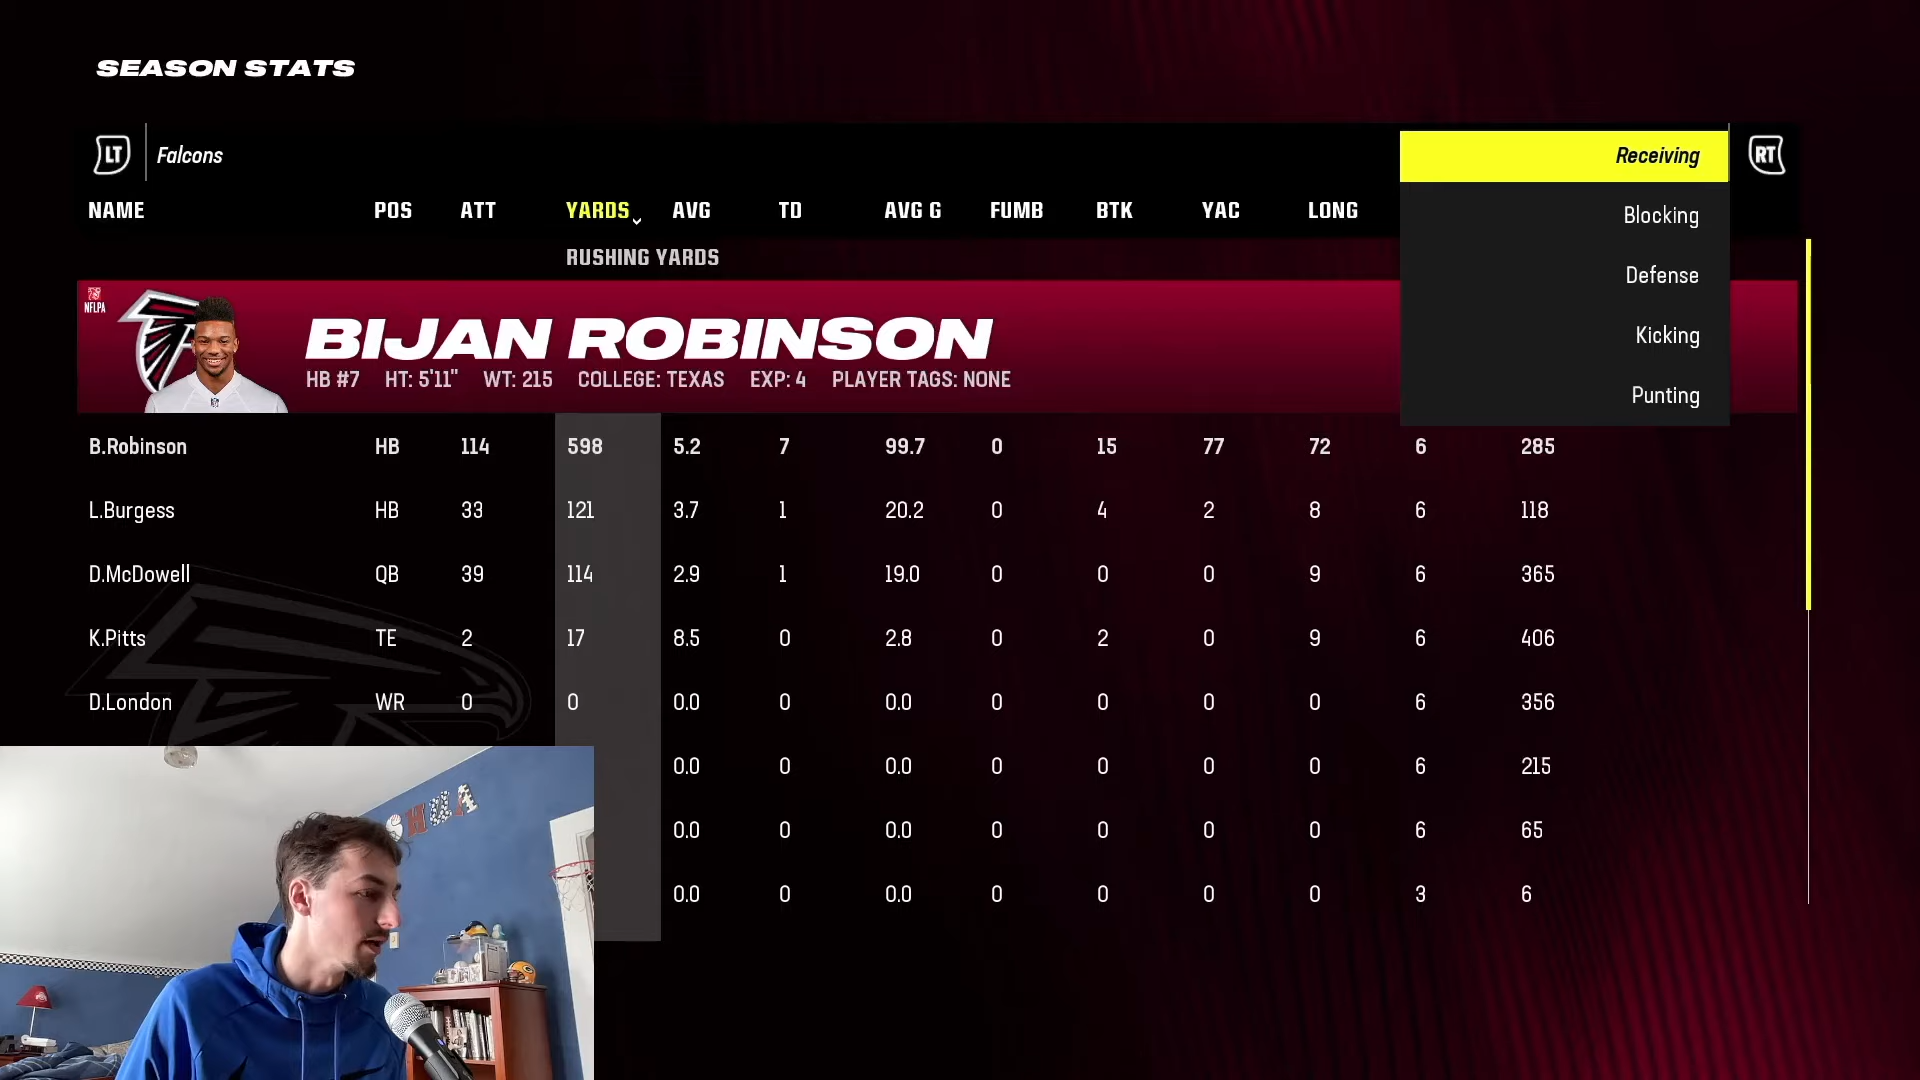 SEASON STATS
LT Falcons Receiving RT
NAME POS ATT YARDS AVG TD AVG G FUMB BTK YAC LONG
Blocking
RUSHING YARDS
Defense
NFLPA
BIJAN ROBINSON
Kicking
HB #7 HT: 5'11" WT: 215 COLLEGE: TEXAS EXP: 4 PLAYER TAGS: NONE
Punting
B.Robinson HB 114 598 5.2 7 99.7 0 15 77 72 6 285
L.Burgess HB 33 121 3.7 1 20.2 0 4 2 8 6 118
D.McDowell QB 39 114 2.9 1 19.0 0 0 0 9 6 365
K.Pitts TE 2 17 8.5 0 2.8 0 2 0 9 6 406
D.London WR 0 0 0.0 0 0.0 0 0 0 0 6 356
0.0 0 0.0 0 0 0 0 6 215
0.0 0 0.0 0 0 0 0 6 65
0.0 0 0.0 0 0 0 0 3 6